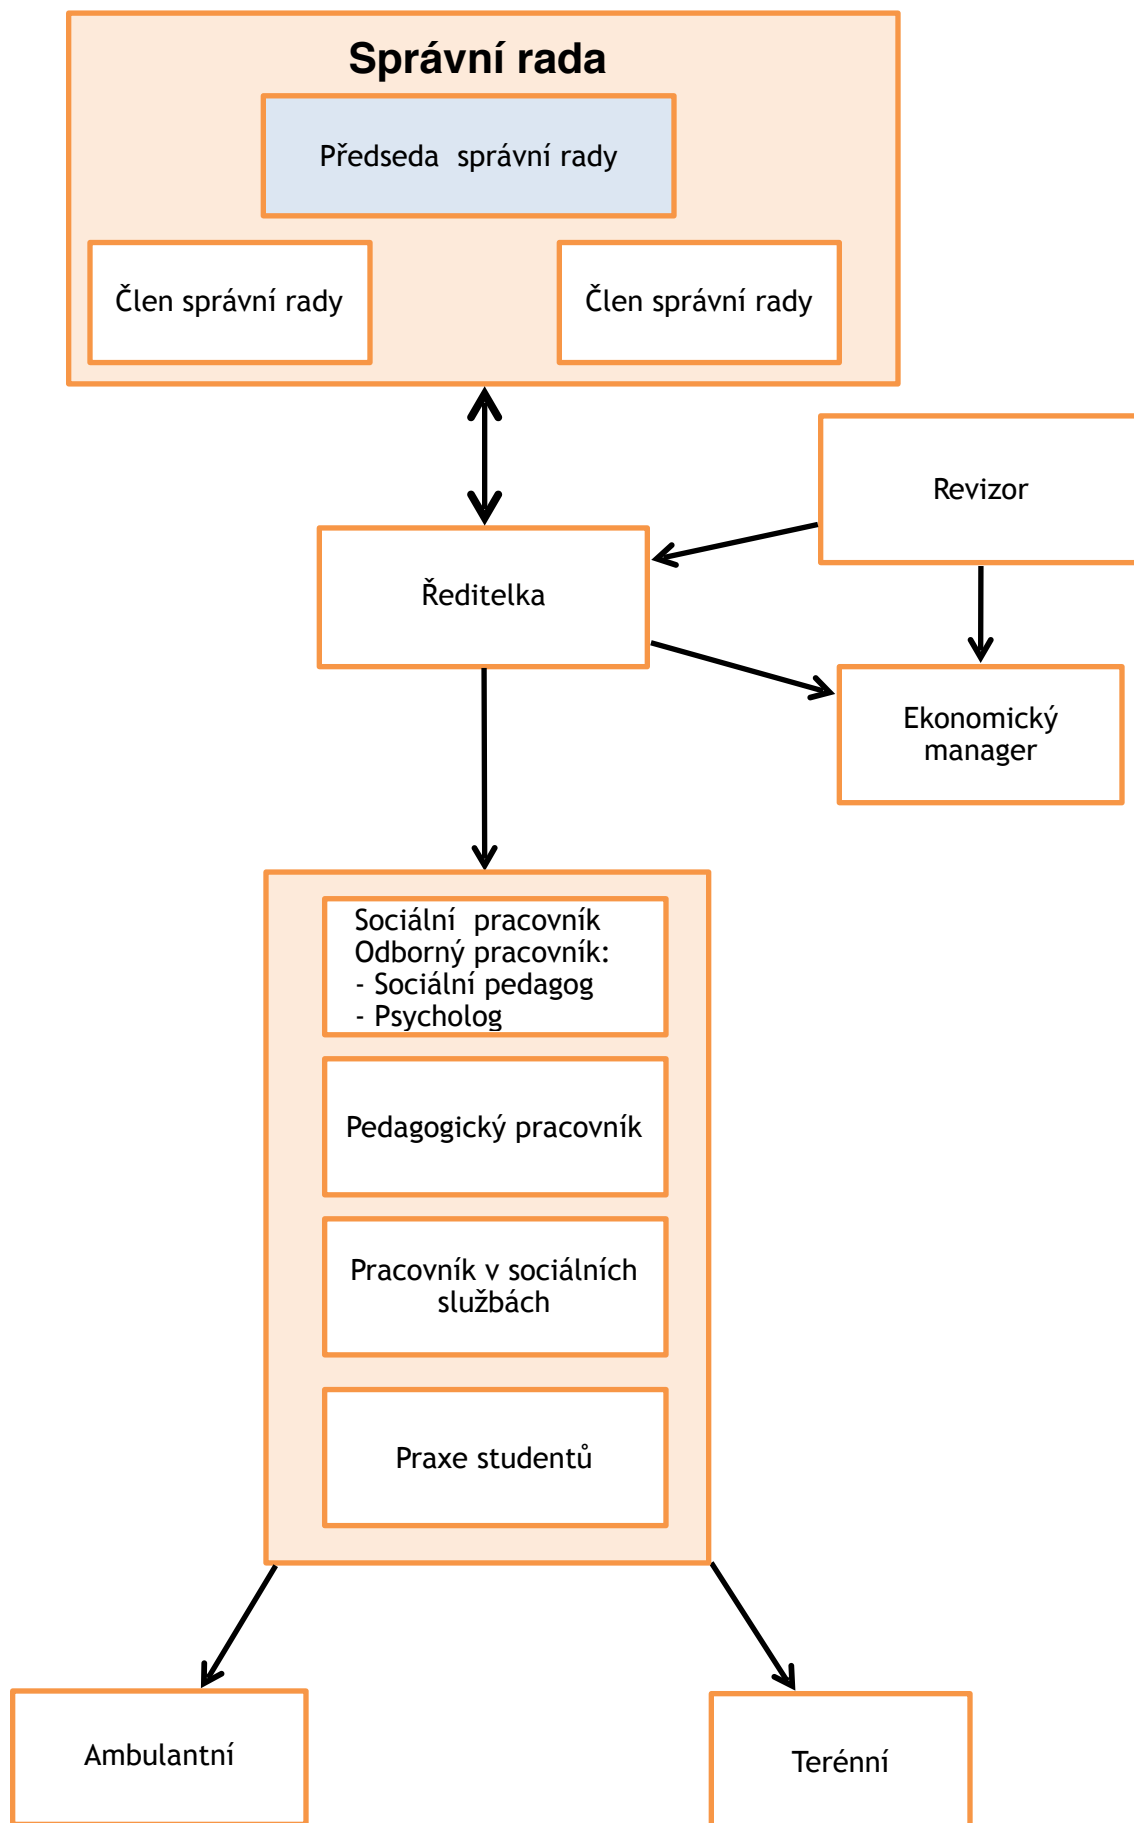 Správní rada
Předseda správní rady
Člen správní rady
Člen správní rady
Revizor
Ředitelka
Ekonomický
manager
Sociální pracovník
Odborný pracovník:
- Sociální pedagog
- Psycholog
Pedagogický pracovník
Pracovník v sociálních
službách
Praxe studentů
Ambulantní
Terénní